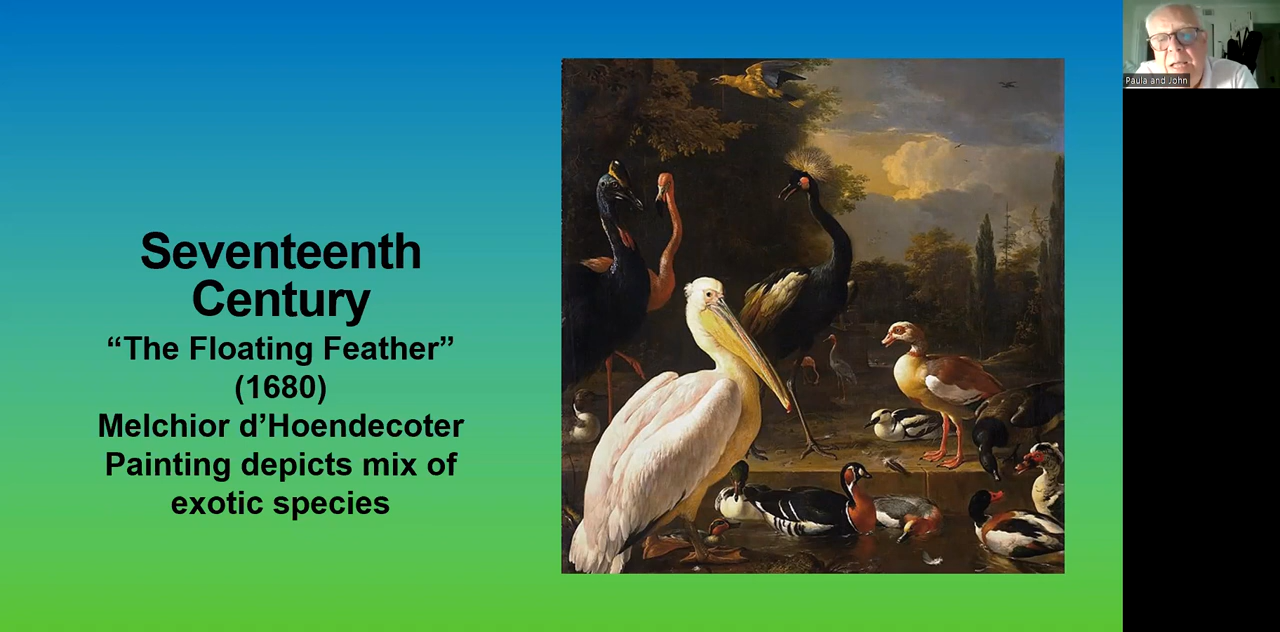 Seventeenth
Century
“The Floating Feather”
(1680)
Melchior d’Hoendecoter
Painting depicts mix of
exotic species
Paula and John